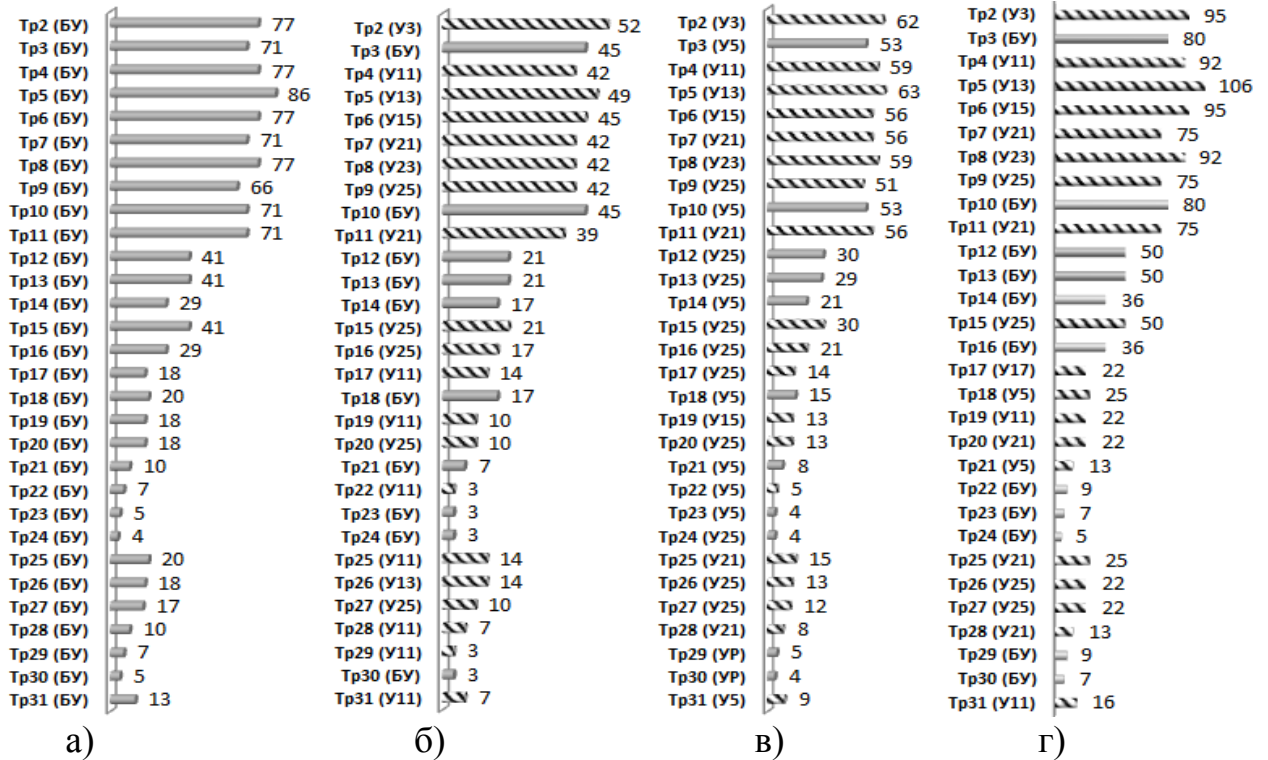 Тр2 (БУ) 77
Тр3 (БУ) 71
Тр4 (БУ) 77
Тр5 (БУ) 86
Тр6 (БУ) 77
Тр7 (БУ) 71
Тр8 (БУ) 77
Тр9 (БУ) 66
Тр10 (БУ) 71
Тр11 (БУ) 71
Тр12 (БУ) 41
Тр13 (БУ) 41
Тр14 (БУ) 29
Тр15 (БУ) 41
Тр16 (БУ) 29
Тр17 (БУ) 18
Тр18 (БУ) 20
Тр19 (БУ) 18
Тр20 (БУ) 18
Тр21 (БУ) 10
Тр22 (БУ) 7
Тр23 (БУ) 5
Тр24 (БУ) 4
Тр25 (БУ) 20
Тр26 (БУ) 18
Тр27 (БУ) 17
Тр28 (БУ) 10
Тр29 (БУ) 7
Тр30 (БУ) 5
Тр31 (БУ) 13
а)
Тр2 (У3) 52
Тр3 (БУ) 45
Тр4 (У11) 42
Тр5 (У13) 49
Тр6 (У15) 45
Тр7 (У21) 42
Тр8 (У23) 42
Тр9 (У25) 42
Тр10 (БУ) 45
Тр11 (У21) 39
Тр12 (БУ) 21
Тр13 (БУ) 21
Тр14 (БУ) 17
Тр15 (У25) 21
Тр16 (У25) 17
Тр17 (У11) 14
Тр18 (БУ) 17
Тр19 (У11) 10
Тр20 (У25) 10
Тр21 (БУ) 7
Тр22 (У11) 3
Тр23 (БУ) 3
Тр24 (БУ) 3
Тр25 (У11) 14
Тр26 (У13) 14
Тр27 (У25) 10
Тр28 (У11) 7
Тр29 (У11) 3
Тр30 (БУ) 3
Тр31 (У11) 7
б)
Тр2 (У3) 62
Тр3 (У5) 53
Тр4 (У11) 59
Тр5 (У13) 63
Тр6 (У15) 56
Тр7 (У21) 56
Тр8 (У23) 59
Тр9 (У25) 51
Тр10 (У5) 53
Тр11 (У21) 56
Тр12 (У25) 30
Тр13 (У25) 29
Тр14 (У5) 21
Тр15 (У25) 30
Тр16 (У25) 21
Тр17 (У25) 14
Тр18 (У5) 15
Тр19 (У15) 13
Тр20 (У25) 13
Тр21 (У5) 8
Тр22 (У5) 5
Тр23 (У5) 4
Тр24 (У25) 4
Тр25 (У21) 15
Тр26 (У25) 13
Тр27 (У25) 12
Тр28 (У21) 8
Тр29 (УР) 5
Тр30 (УР) 4
Тр31 (У5) 9
в)
Тр2 (У3) 95
Тр3 (БУ) 80
Тр4 (У11) 92
Тр5 (У13) 106
Тр6 (У15) 95
Тр7 (У21) 75
Тр8 (У23) 92
Тр9 (У25) 75
Тр10 (БУ) 80
Тр11 (У21) 75
Тр12 (БУ) 50
Тр13 (БУ) 50
Тр14 (БУ) 36
Тр15 (У25) 50
Тр16 (БУ) 36
Тр17 (У17) 22
Тр18 (У5) 25
Тр19 (У11) 22
Тр20 (У21) 22
Тр21 (У5) 13
Тр22 (БУ) 9
Тр23 (БУ) 7
Тр24 (БУ) 5
Тр25 (У21) 25
Тр26 (У25) 22
Тр27 (У25) 22
Тр28 (У21) 13
Тр29 (БУ) 9
Тр30 (БУ) 7
Тр31 (У11) 16
г)